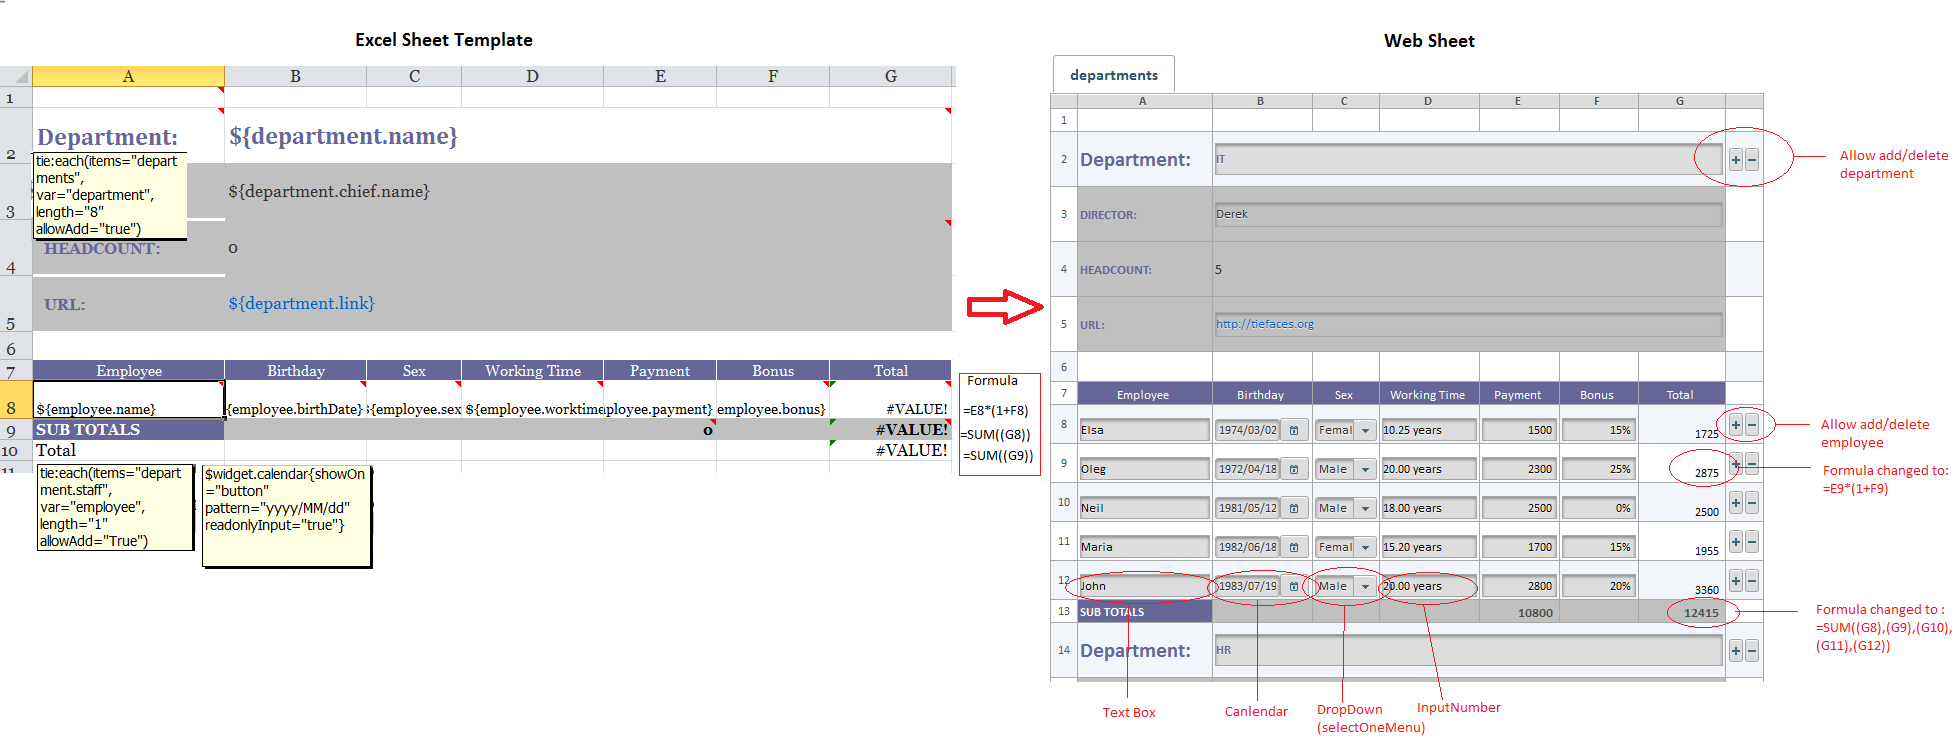 Excel Sheet Template
A B C D E F G
1
2 Department: ${department.name}
tie:each(items="depart
ments",
var="department",
length="8"
allowAdd="true")
3 ${department.chief.name}
4 HEADCOUNT: 0
5 URL: ${department.link}
6
7 Employee Birthday Sex Working Time Payment Bonus Total
8 ${employee.name} {employee.birthDate} ${employee.sex ${employee.worktime ployee.payment} employee.bonus} #VALUE!
9 SUB TOTALS 0 #VALUE!
10 Total #VALUE!
11
tie:each(items="depart
ment.staff",
var="employee",
length="1"
allowAdd="True")
$widget.calendar{showOn
="button"
pattern="yyyy/MM/dd"
readonlyInput="true"}
Formula
=E8*(1+F8)
=SUM((G8))
=SUM((G9))
Web Sheet
departments
A B C D E F G
1
2 Department: IT + −
3 DIRECTOR: Derek
4 HEADCOUNT: 5
5 URL: http://tiefaces.org
6
7 Employee Birthday Sex Working Time Payment Bonus Total
8 Elsa 1974/03/02 Femal 10.25 years 1500 15% 1725 + −
9 Oleg 1972/04/18 Male 20.00 years 2300 25% 2875 + −
10 Neil 1981/05/12 Male 18.00 years 2500 0% 2500 + −
11 Maria 1982/06/18 Femal 15.20 years 1700 15% 1955 + −
12 John 1983/07/19 Male 20.00 years 2800 20% 3360 + −
13 SUB TOTALS 10800 12415
14 Department: HR + −
Allow add/delete
department
Allow add/delete
employee
Formula changed to:
=E9*(1+F9)
Formula changed to :
=SUM((G8),(G9),(G10),
(G11),(G12))
Text Box
Canlendar
DropDown
(selectOneMenu)
InputNumber